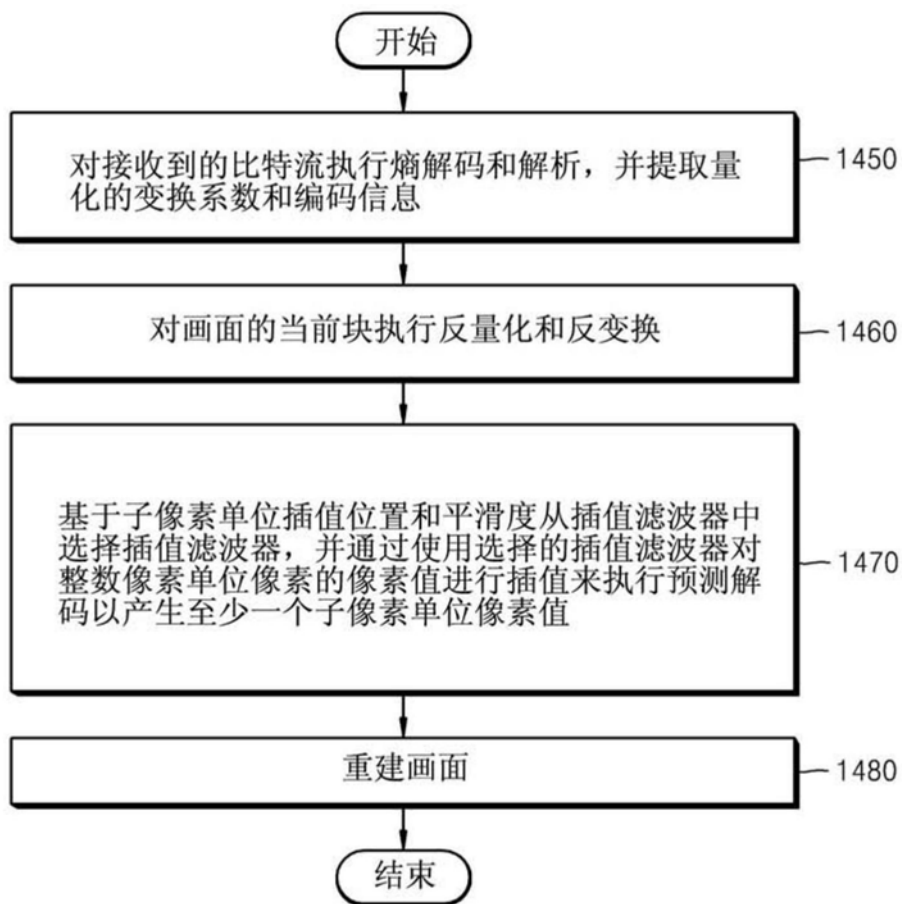 开始
对接收到的比特流执行熵解码和解析，并提取量
化的变换系数和编码信息
1450
对画面的当前块执行反量化和反变换
1460
基于子像素单位插值位置和平滑度从插值滤波器中
选择插值滤波器，并通过使用选择的插值滤波器对
整数像素单位像素的像素值进行插值来执行预测解
码以产生至少一个子像素单位像素值
1470
重建画面
1480
结束